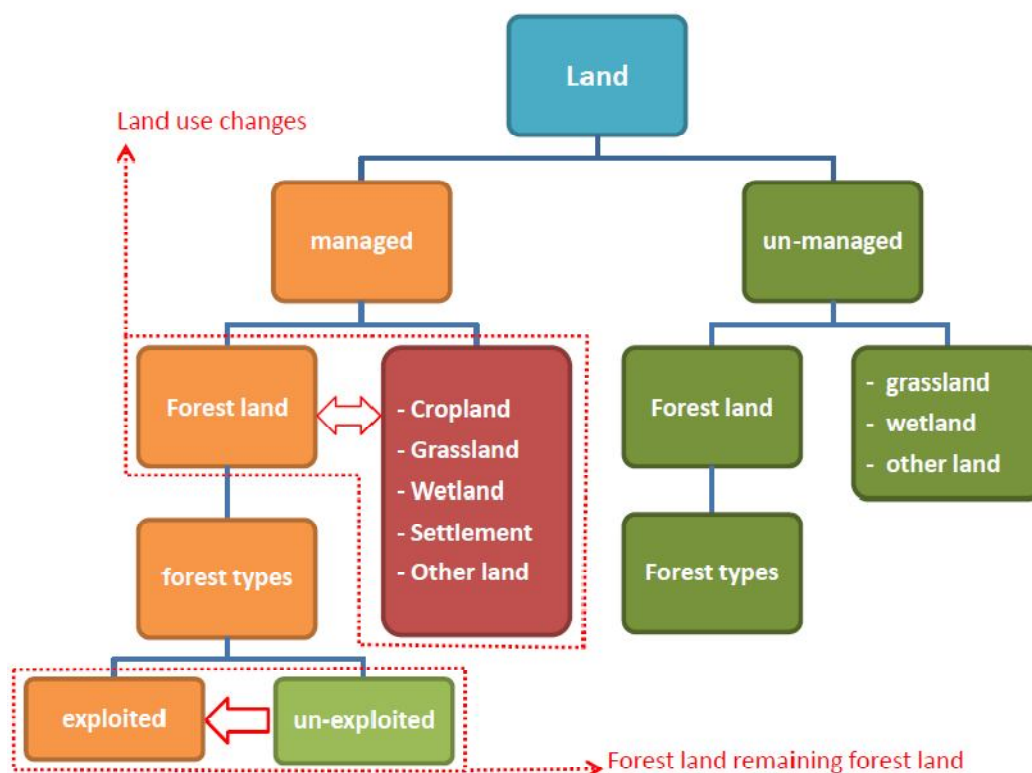 Land
Land use changes
managed
un-managed
Forest land
- Cropland
- Grassland
- Wetland
- Settlement
- Other land
Forest land
- grassland
- wetland
- other land
forest types
Forest types
exploited
un-exploited
Forest land remaining forest land